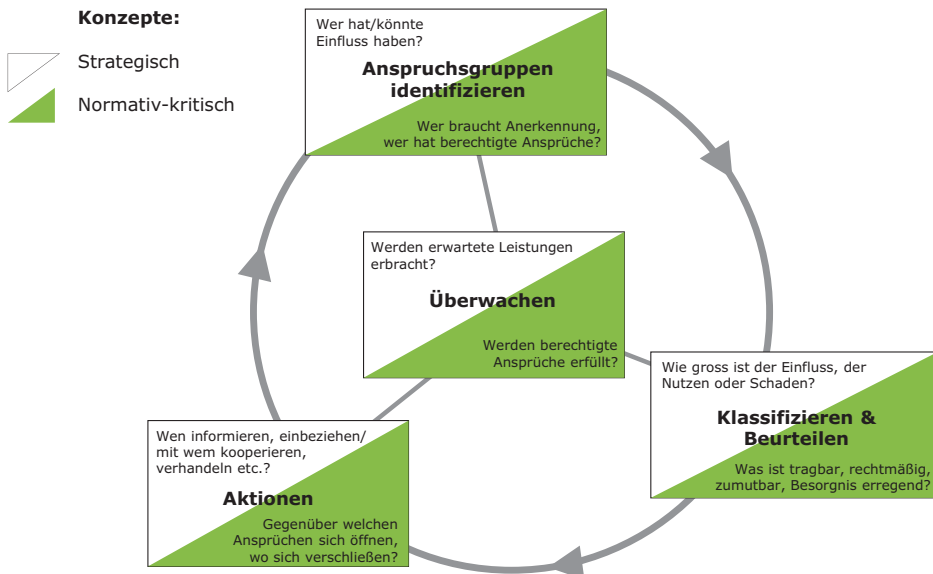 Konzepte:
Strategisch
Normativ-kritisch
Wer hat/könnte
Einfluss haben?
Anspruchsgruppen
identifizieren
Wer braucht Anerkennung,
wer hat berechtigte Ansprüche?
Werden erwartete Leistungen
erbracht?
Überwachen
Werden berechtigte
Ansprüche erfüllt?
Wie gross ist der Einfluss, der
Nutzen oder Schaden?
Klassifizieren &
Beurteilen
Was ist tragbar, rechtmäßig,
zumutbar, Besorgnis erregend?
Wen informieren, einbeziehen/
mit wem kooperieren,
verhandeln etc.?
Aktionen
Gegenüber welchen
Ansprüchen sich öffnen,
wo sich verschließen?